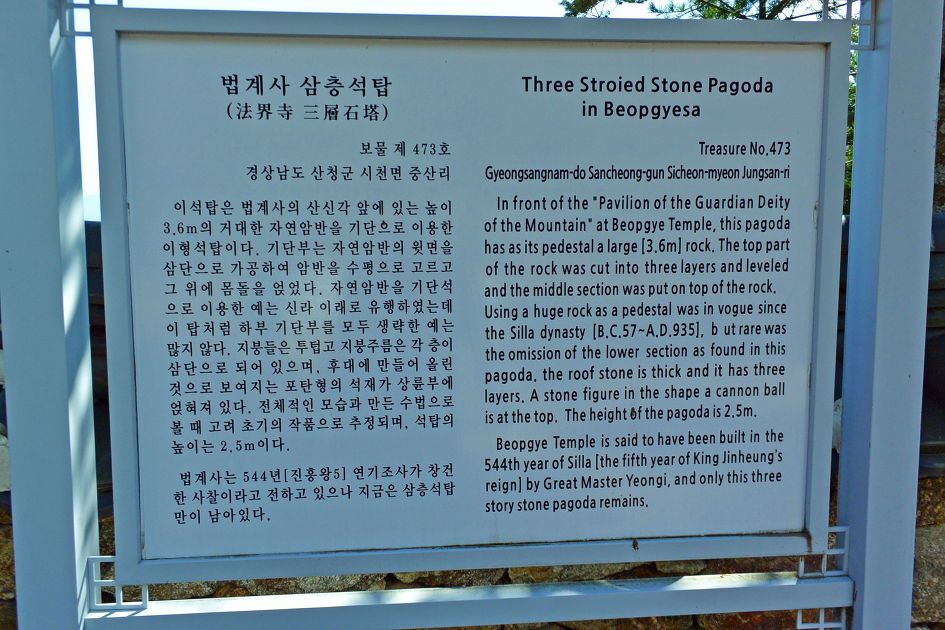 법계사 삼층석탑
(法界寺 三層石塔)
보물 제 473호
경상남도 산청군 시천면 중산리
이석탑은 법계사의 산신각 앞에 있는 높이
3.6m의 거대한 자연암반을 기단으로 이용한
이형석탑이다. 기단부는 자연암반의 윗면을
삼단으로 가공하여 암반을 수평으로 고르고
그 위에 몸돌을 얹었다. 자연암반을 기단석
으로 이용한 예는 신라 이래로 유행하였는데
이 탑처럼 하부 기단부를 모두 생략한 예는
많지 않다. 지붕들은 투텁고 지붕주름은 각 층이
삼단으로 되어 있으며, 후대에 만들어 올린
것으로 보여지는 포탄형의 석재가 상륜부에
얹혀져 있다. 전체적인 모습과 만든 수법으로
볼 때 고려 초기의 작품으로 추정되며, 석탑의
높이는 2.5m이다.
법계사는 544년[진흥왕5] 연기조사가 창건
한 사찰이라고 전하고 있으나 지금은 삼층석탑
만이 남아있다.
Three Stroied Stone Pagoda
in Beopgyesa
Treasure No.473
Gyeongsangnam-do Sancheong-gun Sicheon-myeon Jungsan-ri
In front of the "Pavilion of the Guardian Deity
of the Mountain" at Beopgye Temple, this pagoda
has as its pedestal a large [3.6m] rock. The top part
of the rock was cut into three layers and leveled
and the middle section was put on top of the rock.
Using a huge rock as a pedestal was in vogue since
the Silla dynasty [B.C.57~A.D.935], b ut rare was
the omission of the lower section as found in this
pagoda. the roof stone is thick and it has three
layers. A stone figure in the shape a cannon ball
is at the top. The height of the pagoda is 2.5m.
Beopgye Temple is said to have been built in the
544th year of Silla [the fifth year of King Jinheung's
reign] by Great Master Yeongi, and only this three
story stone pagoda remains.